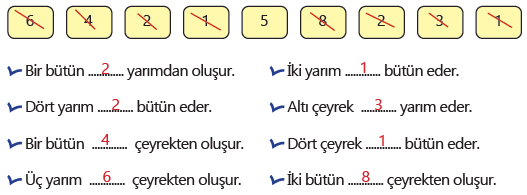 6 4 2 1 5 8 2 3 1
Bir bütün ....2.... yarımdan oluşur.
İki yarım ....1.... bütün eder.
Dört yarım ....2.... bütün eder.
Altı çeyrek ....3.... yarım eder.
Bir bütün ....4.... çeyrekten oluşur.
Dört çeyrek ....1.... bütün eder.
Üç yarım ....6.... çeyrekten oluşur.
İki bütün ....8.... çeyrekten oluşur.